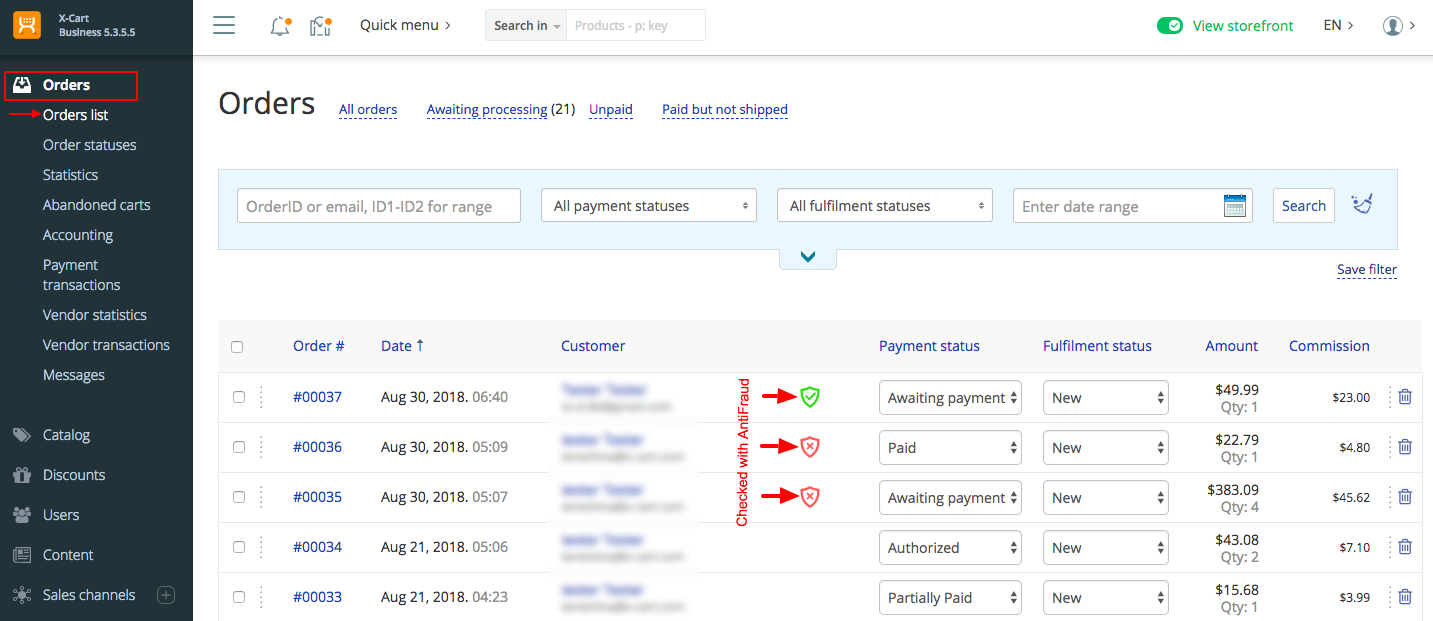 X-Cart
Business 5.3.5.5
Quick menu
Search in
Products - p: key
View storefront
EN
Orders
Orders list
Order statuses
Statistics
Abandoned carts
Accounting
Payment
transactions
Vendor statistics
Vendor transactions
Messages
Catalog
Discounts
Users
Content
Sales channels
Orders All orders Awaiting processing (21) Unpaid Paid but not shipped
OrderID or email, ID1-ID2 for range All payment statuses All fulfilment statuses Enter date range Search
Save filter
Order # Date ↑ Customer Payment status Fulfilment status Amount Commission
Checked with AntiFraud
#00037 Aug 30, 2018. 06:40 Awaiting payment New $49.99 $23.00
Qty: 1
#00036 Aug 30, 2018. 05:09 Paid New $22.79 $4.80
Qty: 1
#00035 Aug 30, 2018. 05:07 Awaiting payment New $383.09 $45.62
Qty: 4
#00034 Aug 21, 2018. 05:06 Authorized New $43.08 $7.10
Qty: 2
#00033 Aug 21, 2018. 04:23 Partially Paid New $15.68 $3.99
Qty: 1